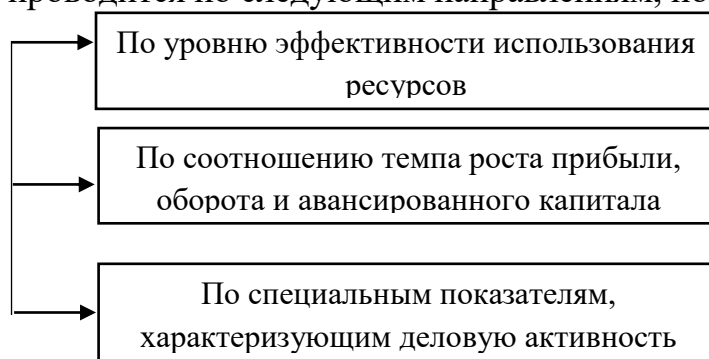 проводится по следующим направлениям, по
По уровню эффективности использования
ресурсов
По соотношению темпа роста прибыли,
оборота и авансированного капитала
По специальным показателям,
характеризующим деловую активность